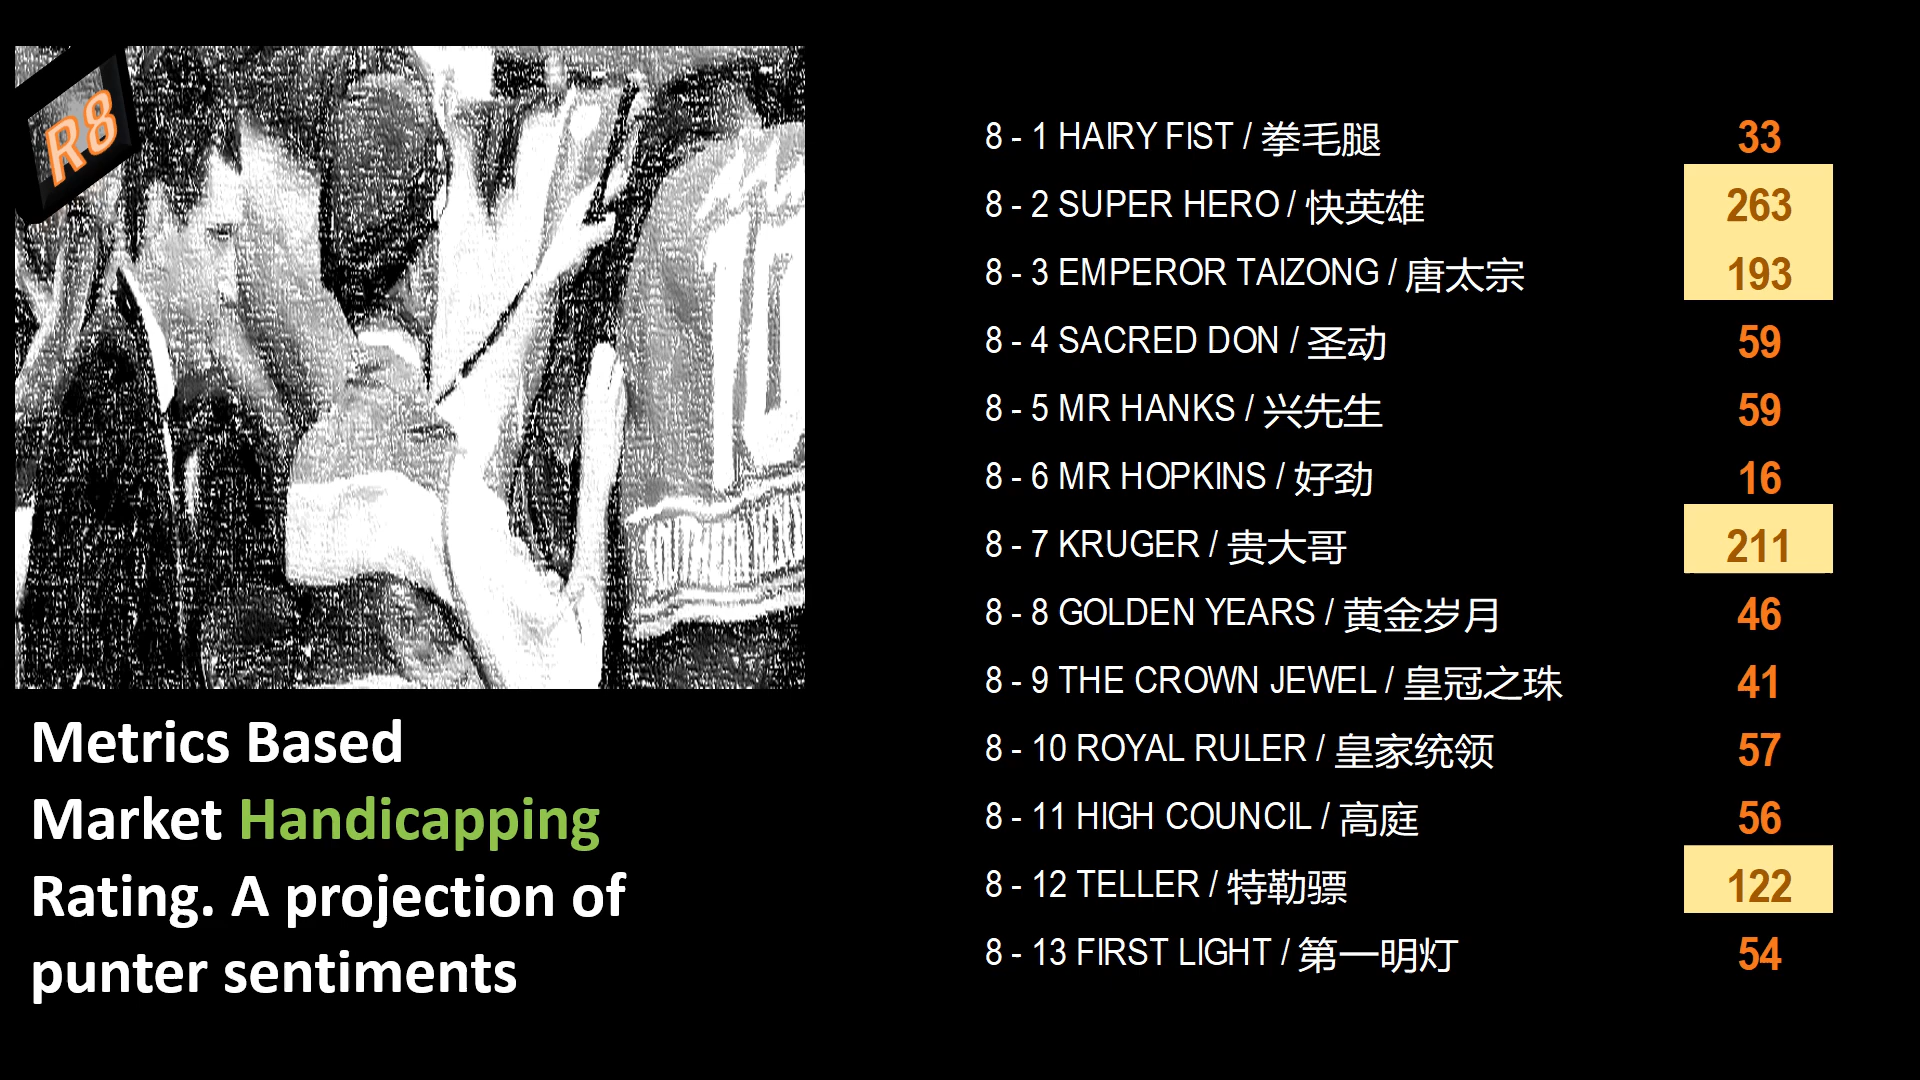 R8
Metrics Based
Market Handicapping
Rating. A projection of
punter sentiments
8 - 1 HAIRY FIST / 拳毛腿 33
8 - 2 SUPER HERO / 快英雄 263
8 - 3 EMPEROR TAIZONG / 唐太宗 193
8 - 4 SACRED DON / 圣动 59
8 - 5 MR HANKS / 兴先生 59
8 - 6 MR HOPKINS / 好劲 16
8 - 7 KRUGER / 贵大哥 211
8 - 8 GOLDEN YEARS / 黄金岁月 46
8 - 9 THE CROWN JEWEL / 皇冠之珠 41
8 - 10 ROYAL RULER / 皇家统领 57
8 - 11 HIGH COUNCIL / 高庭 56
8 - 12 TELLER / 特勒骠 122
8 - 13 FIRST LIGHT / 第一明灯 54